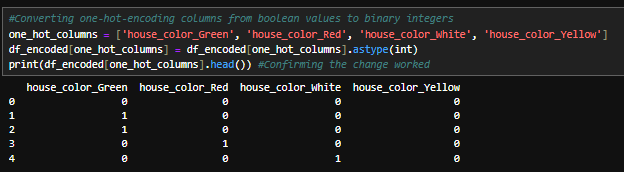 #Converting one-hot-encoding columns from boolean values to binary integers
one_hot_columns = ['house_color_Green', 'house_color_Red', 'house_color_White', 'house_color_Yellow']
df_encoded[one_hot_columns] = df_encoded[one_hot_columns].astype(int)
print(df_encoded[one_hot_columns].head()) #Confirming the change worked
house_color_Green house_color_Red house_color_White house_color_Yellow
0 0 0 0 0
1 1 0 0 0
2 1 0 0 0
3 0 1 0 0
4 0 0 1 0